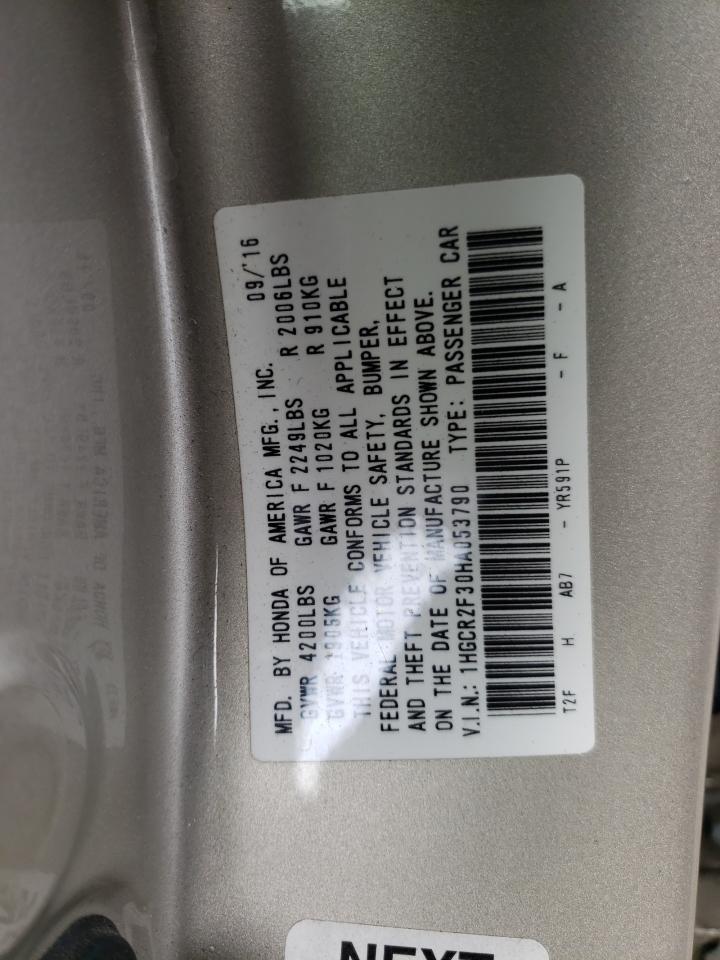 MFD. BY HONDA OF AMERICA MFG., INC. 09/'16
GVWR 4200LBS GAWR F 2249LBS R 2006LBS
GVWR 1905KG GAWR F 1020KG R 910KG
THIS VEHICLE CONFORMS TO ALL APPLICABLE
FEDERAL MOTOR VEHICLE SAFETY, BUMPER,
AND THEFT PREVENTION STANDARDS IN EFFECT
ON THE DATE OF MANUFACTURE SHOWN ABOVE.
V.I.N.: 1HGCR2F30HA053790 TYPE: PASSENGER CAR
T2F H AB7 - YR591P - F - A
NEXT